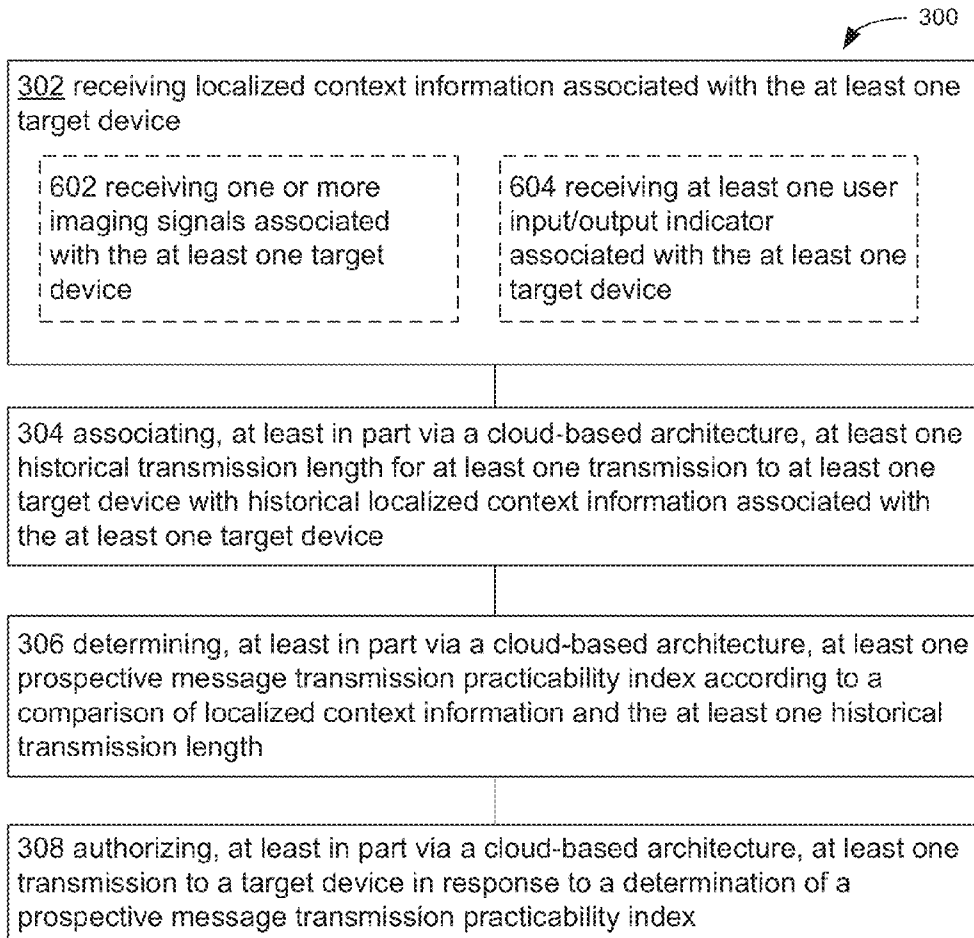 300
302 receiving localized context information associated with the at least one
target device
602 receiving one or more
imaging signals associated
with the at least one target
device
604 receiving at least one user
input/output indicator
associated with the at least one
target device
304 associating, at least in part via a cloud-based architecture, at least one
historical transmission length for at least one transmission to at least one
target device with historical localized context information associated with
the at least one target device
306 determining, at least in part via a cloud-based architecture, at least one
prospective message transmission practicability index according to a
comparison of localized context information and the at least one historical
transmission length
308 authorizing, at least in part via a cloud-based architecture, at least one
transmission to a target device in response to a determination of a
prospective message transmission practicability index